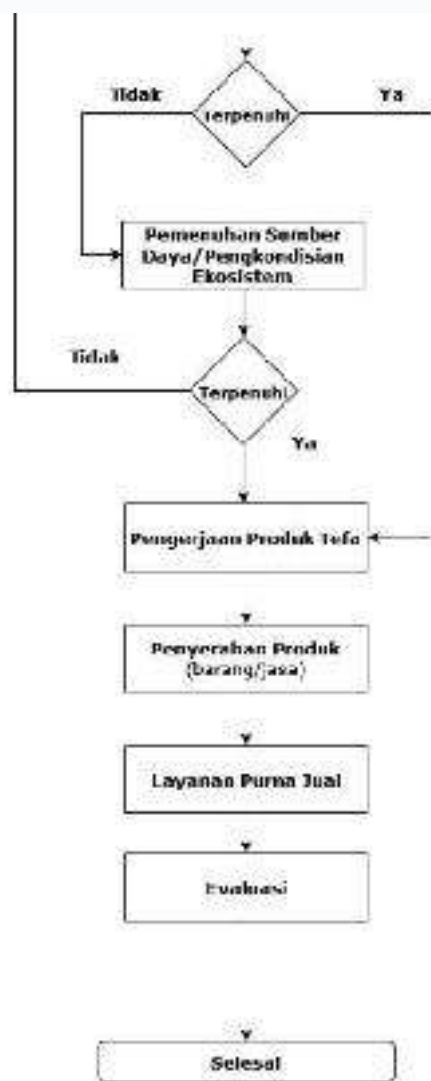 Tidak
Ya
Terpenuhi
Pemenuhan Sumber
Daya/Pengkondisian
Ekosistem
Tidak
Terpenuhi
Ya
Pengerjaan Produk Tefa
Penyerahan Produk
(barang/jasa)
Layanan Purna Jual
Evaluasi
Selesai